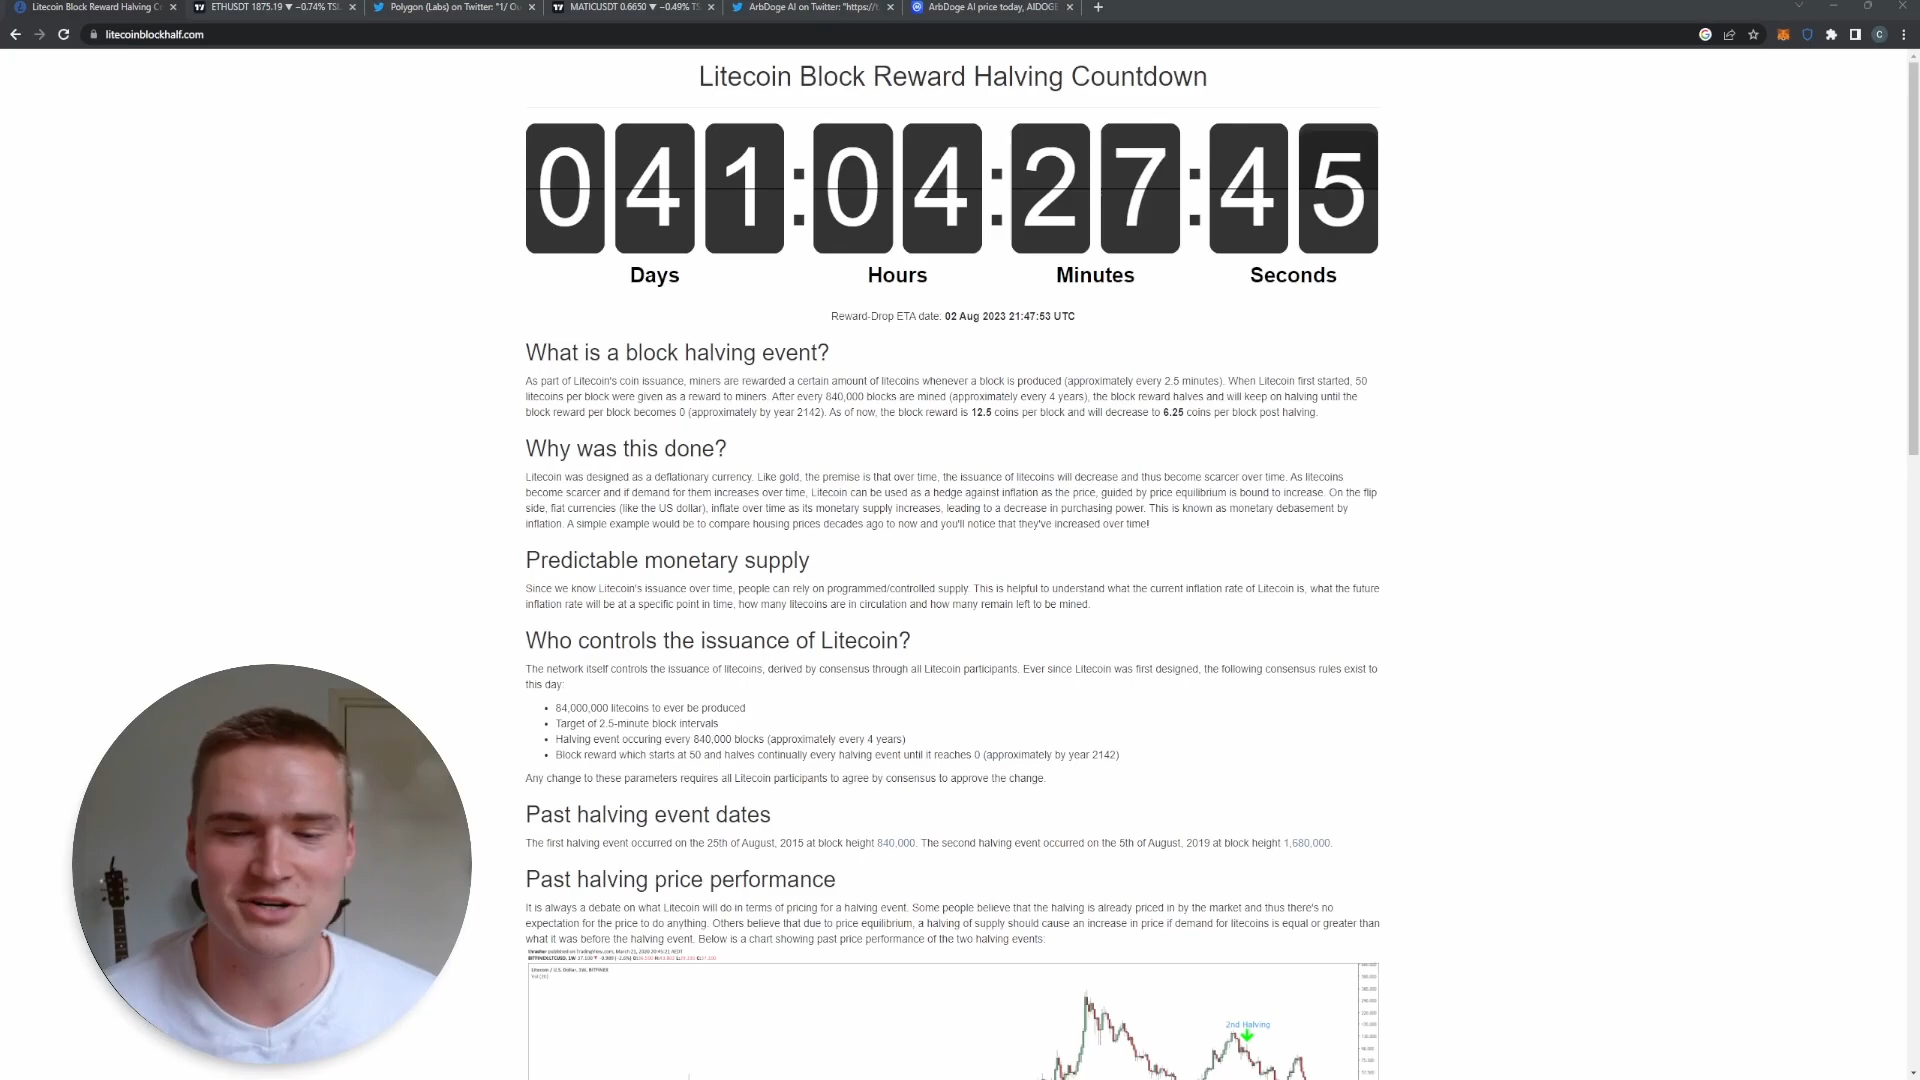 Litecoin Block Reward Halving C
ETHUSDT 1875.19 ▼ −0.74%
Polygon (Labs) on Twitter: "1/ Ou
MATICUSDT 0.6650 ▼ −0.49%
ArbDoge AI on Twitter: "https://t
ArbDoge AI price today, AIDOGE
litecoinblockhalf.com
C
Litecoin Block Reward Halving Countdown
041:04:27:45
Days Hours Minutes Seconds
Reward-Drop ETA date: 02 Aug 2023 21:47:53 UTC
What is a block halving event?
As part of Litecoin's coin issuance, miners are rewarded a certain amount of litecoins whenever a block is produced (approximately every 2.5 minutes). When Litecoin first started, 50
litecoins per block were given as a reward to miners. After every 840,000 blocks are mined (approximately every 4 years), the block reward halves and will keep on halving until the
block reward per block becomes 0 (approximately by year 2142). As of now, the block reward is 12.5 coins per block and will decrease to 6.25 coins per block post halving.
Why was this done?
Litecoin was designed as a deflationary currency. Like gold, the premise is that over time, the issuance of litecoins will decrease and thus become scarcer over time. As litecoins
become scarcer and if demand for them increases over time, Litecoin can be used as a hedge against inflation as the price, guided by price equilibrium is bound to increase. On the flip
side, fiat currencies (like the US dollar), inflate over time as its monetary supply increases, leading to a decrease in purchasing power. This is known as monetary debasement by
inflation. A simple example would be to compare housing prices decades ago to now and you'll notice that they've increased over time!
Predictable monetary supply
Since we know Litecoin's issuance over time, people can rely on programmed/controlled supply. This is helpful to understand what the current inflation rate of Litecoin is, what the future
inflation rate will be at a specific point in time, how many litecoins are in circulation and how many remain left to be mined.
Who controls the issuance of Litecoin?
The network itself controls the issuance of litecoins, derived by consensus through all Litecoin participants. Ever since Litecoin was first designed, the following consensus rules exist to
this day:
84,000,000 litecoins to ever be produced
Target of 2.5-minute block intervals
Halving event occuring every 840,000 blocks (approximately every 4 years)
Block reward which starts at 50 and halves continually every halving event until it reaches 0 (approximately by year 2142)
Any change to these parameters requires all Litecoin participants to agree by consensus to approve the change.
Past halving event dates
The first halving event occurred on the 25th of August, 2015 at block height 840,000. The second halving event occurred on the 5th of August, 2019 at block height 1,680,000.
Past halving price performance
It is always a debate on what Litecoin will do in terms of pricing for a halving event. Some people believe that the halving is already priced in by the market and thus there's no
expectation for the price to do anything. Others believe that due to price equilibrium, a halving of supply should cause an increase in price if demand for litecoins is equal or greater than
what it was before the halving event. Below is a chart showing past price performance of the two halving events:
Litecoin / U.S. Dollar, 1W, BITFINEX
2nd Halving